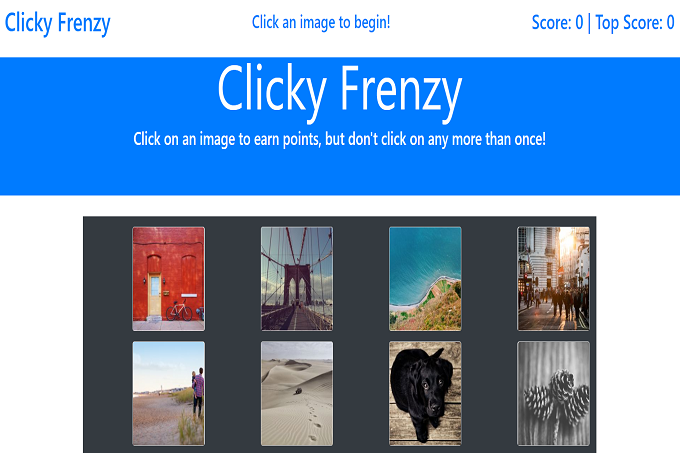 Clicky Frenzy
Click an image to begin!
Score: 0 | Top Score: 0
Clicky Frenzy
Click on an image to earn points, but don't click on any more than once!